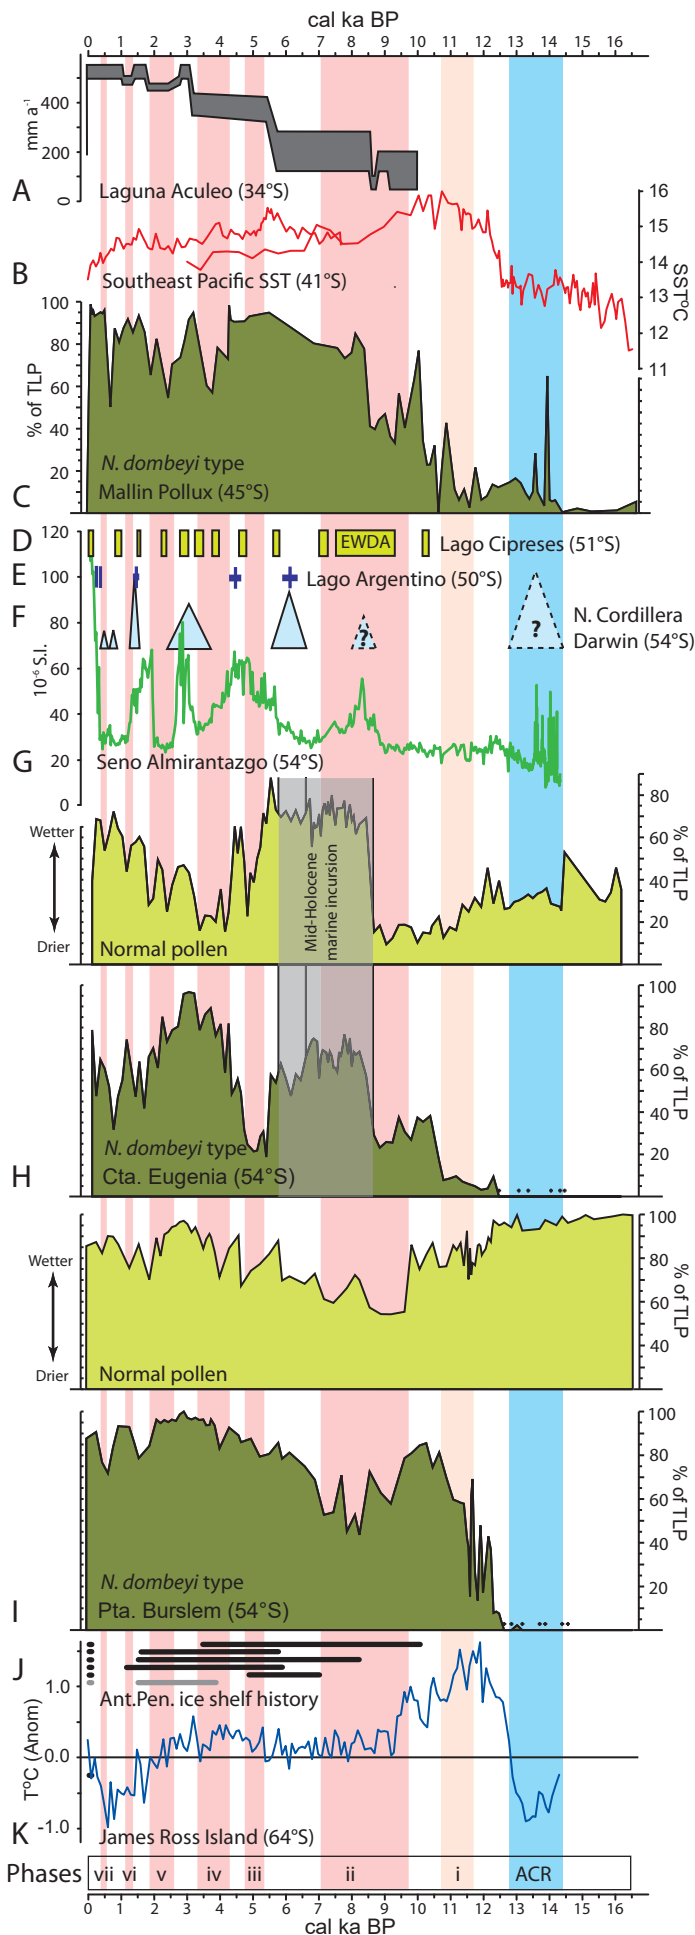 cal ka BP
0 1 2 3 4 5 6 7 8 9 10 11 12 13 14 15 16
mm a⁻¹
400
200
0
A
Laguna Aculeo (34°S)
16
15
14
13
12
11
SST°C
B
Southeast Pacific SST (41°S)
100
80
60
40
20
% of TLP
N. dombeyi type
C
Mallin Pollux (45°S)
D
EWDA
Lago Cipreses (51°S)
E
Lago Argentino (50°S)
F
?
?
N. Cordillera
Darwin (54°S)
120
100
80
60
40
20
0
10⁻⁶ S.I.
G
Seno Almirantazgo (54°S)
Wetter
Drier
80
60
40
20
% of TLP
Mid-Holocene
marine incursion
Normal pollen
100
80
60
40
20
% of TLP
N. dombeyi type
H
Cta. Eugenia (54°S)
Wetter
Drier
100
80
60
40
% of TLP
Normal pollen
100
80
60
40
20
% of TLP
N. dombeyi type
I
Pta. Burslem (54°S)
J
Ant.Pen. ice shelf history
1.0
0.0
-1.0
T°C (Anom)
K
James Ross Island (64°S)
Phases vii vi v iv iii ii i ACR
0 1 2 3 4 5 6 7 8 9 10 11 12 13 14 15 16
cal ka BP